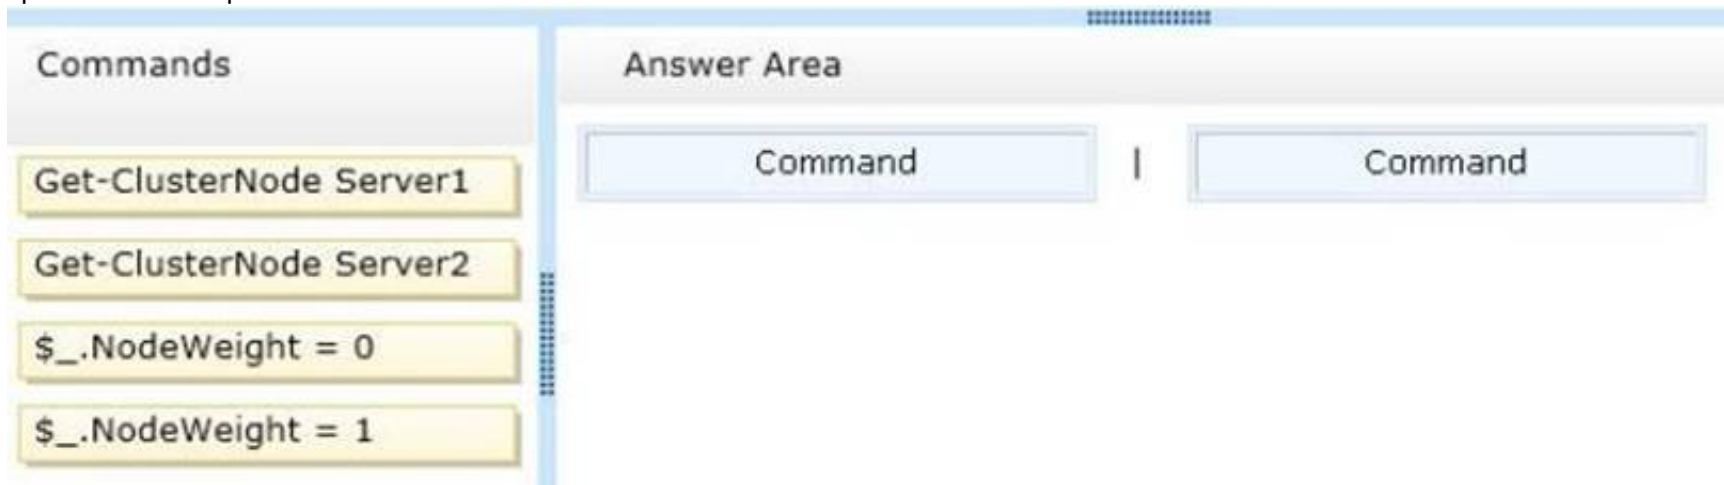 Commands
Answer Area
Command | Command
Get-ClusterNode Server1
Get-ClusterNode Server2
$_.NodeWeight = 0
$_.NodeWeight = 1